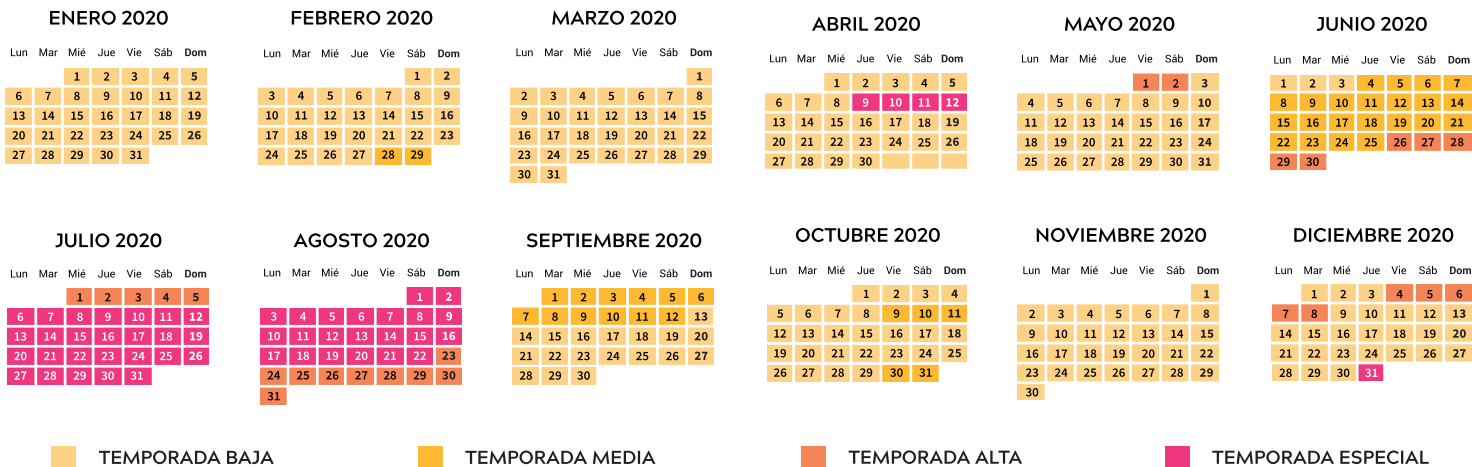 ENERO 2020
Lun Mar Mié Jue Vie Sáb Dom
1 2 3 4 5
6 7 8 9 10 11 12
13 14 15 16 17 18 19
20 21 22 23 24 25 26
27 28 29 30 31
FEBRERO 2020
Lun Mar Mié Jue Vie Sáb Dom
1 2
3 4 5 6 7 8 9
10 11 12 13 14 15 16
17 18 19 20 21 22 23
24 25 26 27 28 29
MARZO 2020
Lun Mar Mié Jue Vie Sáb Dom
1
2 3 4 5 6 7 8
9 10 11 12 13 14 15
16 17 18 19 20 21 22
23 24 25 26 27 28 29
30 31
ABRIL 2020
Lun Mar Mié Jue Vie Sáb Dom
1 2 3 4 5
6 7 8 9 10 11 12
13 14 15 16 17 18 19
20 21 22 23 24 25 26
27 28 29 30
MAYO 2020
Lun Mar Mié Jue Vie Sáb Dom
1 2 3
4 5 6 7 8 9 10
11 12 13 14 15 16 17
18 19 20 21 22 23 24
25 26 27 28 29 30 31
JUNIO 2020
Lun Mar Mié Jue Vie Sáb Dom
1 2 3 4 5 6 7
8 9 10 11 12 13 14
15 16 17 18 19 20 21
22 23 24 25 26 27 28
29 30
JULIO 2020
Lun Mar Mié Jue Vie Sáb Dom
1 2 3 4 5
6 7 8 9 10 11 12
13 14 15 16 17 18 19
20 21 22 23 24 25 26
27 28 29 30 31
AGOSTO 2020
Lun Mar Mié Jue Vie Sáb Dom
1 2
3 4 5 6 7 8 9
10 11 12 13 14 15 16
17 18 19 20 21 22 23
24 25 26 27 28 29 30
31
SEPTIEMBRE 2020
Lun Mar Mié Jue Vie Sáb Dom
1 2 3 4 5 6
7 8 9 10 11 12 13
14 15 16 17 18 19 20
21 22 23 24 25 26 27
28 29 30
OCTUBRE 2020
Lun Mar Mié Jue Vie Sáb Dom
1 2 3 4
5 6 7 8 9 10 11
12 13 14 15 16 17 18
19 20 21 22 23 24 25
26 27 28 29 30 31
NOVIEMBRE 2020
Lun Mar Mié Jue Vie Sáb Dom
1
2 3 4 5 6 7 8
9 10 11 12 13 14 15
16 17 18 19 20 21 22
23 24 25 26 27 28 29
30
DICIEMBRE 2020
Lun Mar Mié Jue Vie Sáb Dom
1 2 3 4 5 6
7 8 9 10 11 12 13
14 15 16 17 18 19 20
21 22 23 24 25 26 27
28 29 30 31
TEMPORADA BAJA
TEMPORADA MEDIA
TEMPORADA ALTA
TEMPORADA ESPECIAL